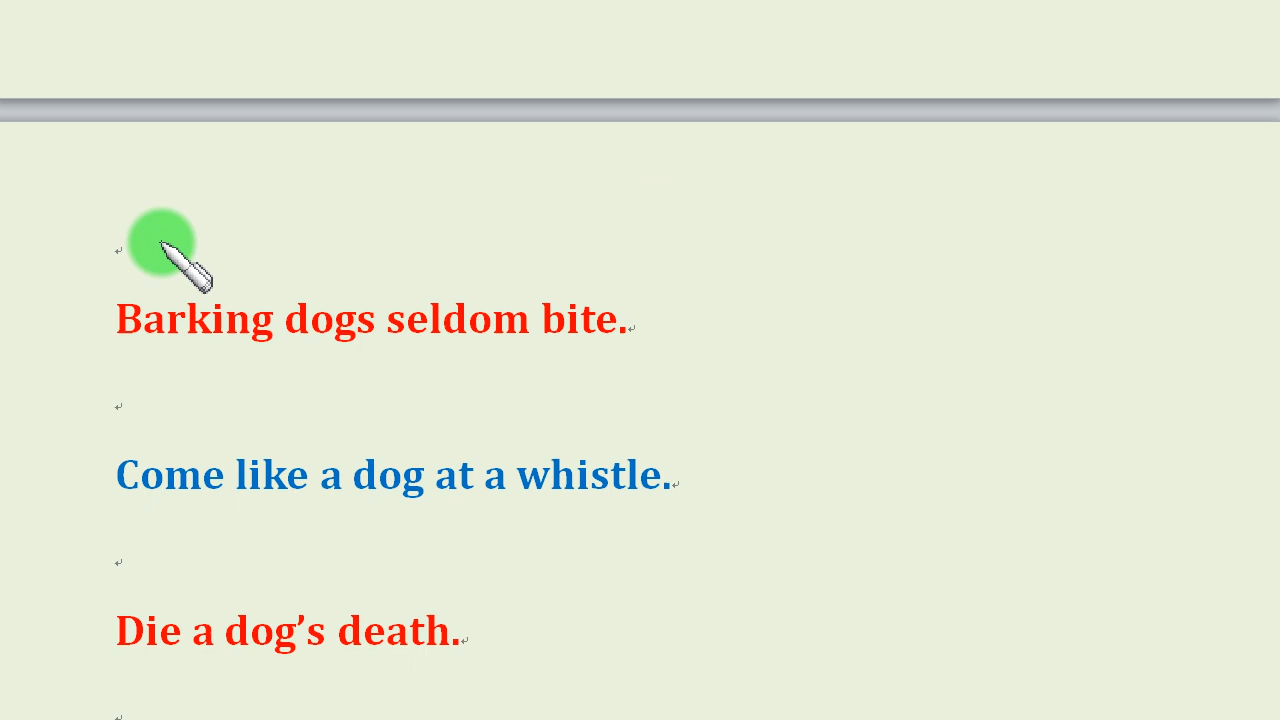 Barking dogs seldom bite.
Come like a dog at a whistle.
Die a dog’s death.